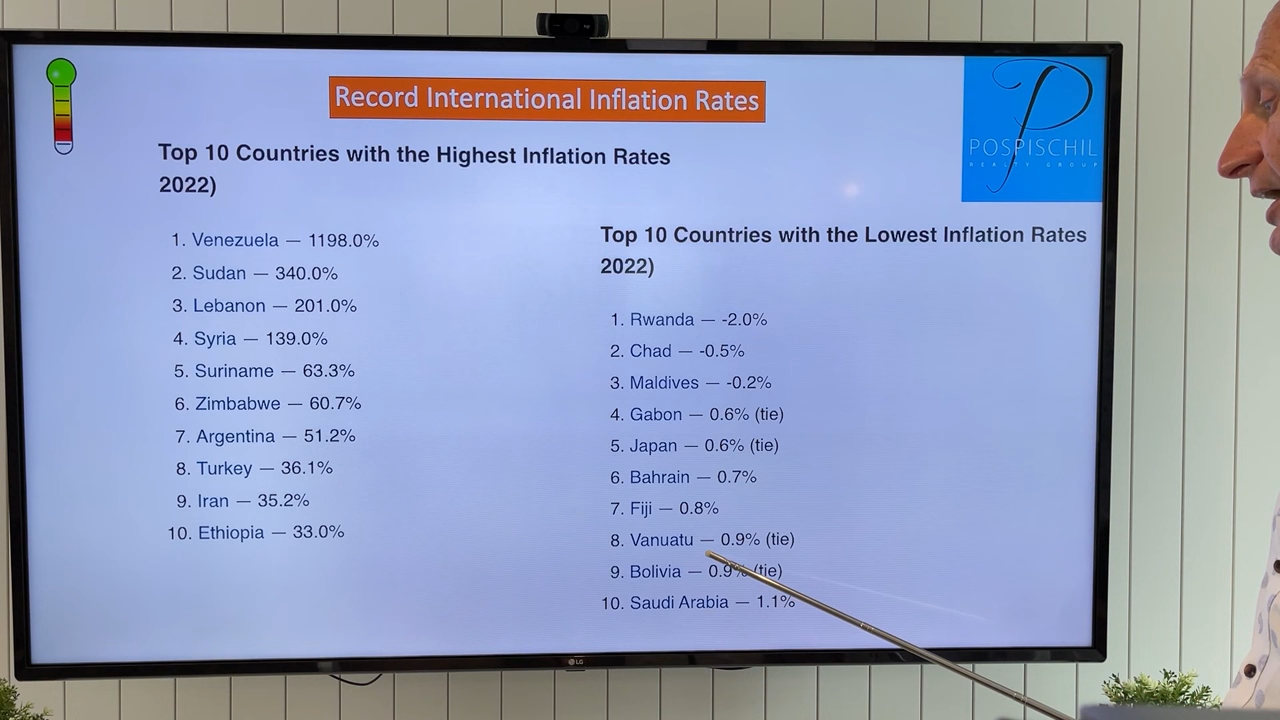 Record International Inflation Rates
POSPISCHIL
REALTY GROUP
Top 10 Countries with the Highest Inflation Rates
2022)
1. Venezuela — 1198.0%
2. Sudan — 340.0%
3. Lebanon — 201.0%
4. Syria — 139.0%
5. Suriname — 63.3%
6. Zimbabwe — 60.7%
7. Argentina — 51.2%
8. Turkey — 36.1%
9. Iran — 35.2%
10. Ethiopia — 33.0%
Top 10 Countries with the Lowest Inflation Rates
2022)
1. Rwanda — -2.0%
2. Chad — -0.5%
3. Maldives — -0.2%
4. Gabon — 0.6% (tie)
5. Japan — 0.6% (tie)
6. Bahrain — 0.7%
7. Fiji — 0.8%
8. Vanuatu — 0.9% (tie)
9. Bolivia — 0.9% (tie)
10. Saudi Arabia — 1.1%
LG